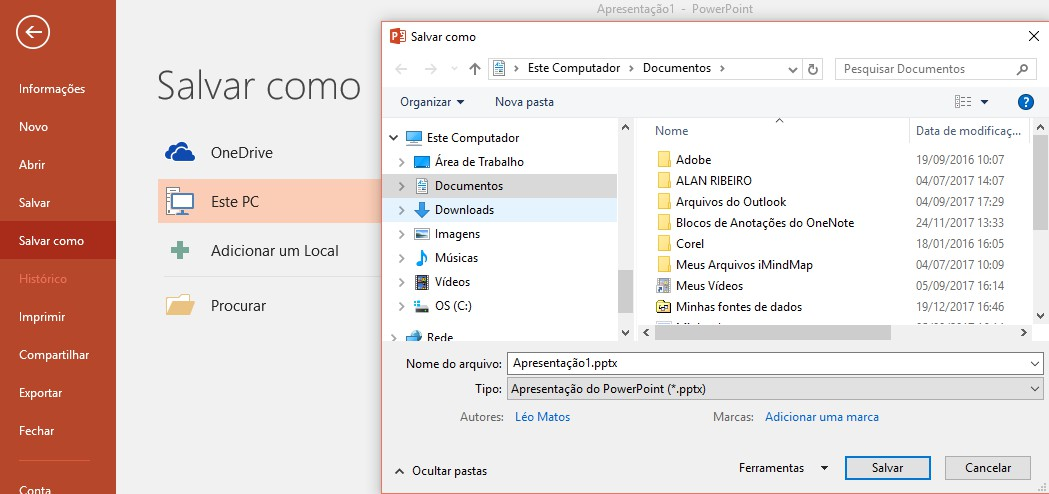 Apresentação1 - PowerPoint
Informações
Novo
Abrir
Salvar
Salvar como
Histórico
Imprimir
Compartilhar
Exportar
Fechar
Conta
Salvar como
OneDrive
Este PC
Adicionar um Local
Procurar
Salvar como
Este Computador Documentos
Pesquisar Documentos
Organizar Nova pasta
Este Computador
Área de Trabalho
Documentos
Downloads
Imagens
Músicas
Vídeos
OS (C:)
Rede
Nome Data de modificaç...
Adobe 19/09/2016 10:07
ALAN RIBEIRO 04/07/2017 14:07
Arquivos do Outlook 04/09/2017 17:29
Blocos de Anotações do OneNote 24/11/2017 13:33
Corel 18/01/2016 16:05
Meus Arquivos iMindMap 04/07/2017 10:09
Meus Vídeos 05/09/2017 16:14
Minhas fontes de dados 19/12/2017 16:46
Nome do arquivo: Apresentação1.pptx
Tipo: Apresentação do PowerPoint (*.pptx)
Autores: Léo Matos Marcas: Adicionar uma marca
Ocultar pastas Ferramentas Salvar Cancelar